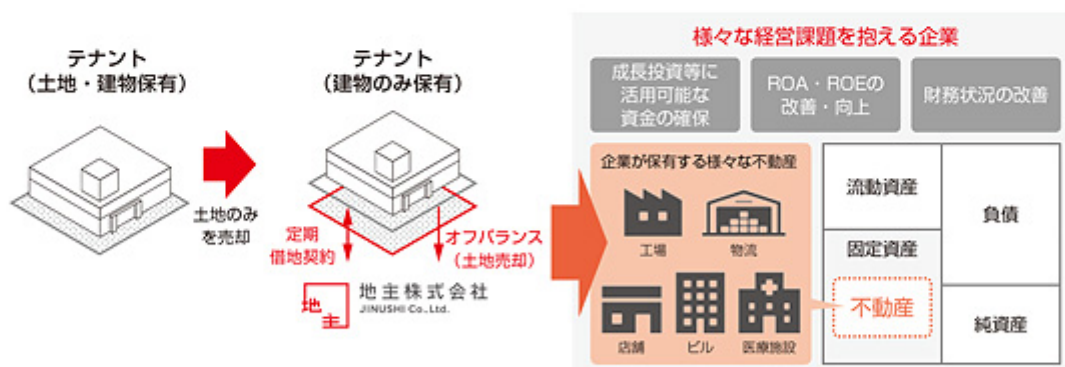 テナント
（土地・建物保有）
土地のみ
を売却
テナント
（建物のみ保有）
定期
借地契約
オフバランス
（土地売却）
地主
地主株式会社
JINUSHI Co.,Ltd.
様々な経営課題を抱える企業
成長投資等に
活用可能な
資金の確保
ROA・ROEの
改善・向上
財務状況の改善
企業が保有する様々な不動産
工場
物流
店舗
ビル
医療施設
流動資産
固定資産
不動産
負債
純資産